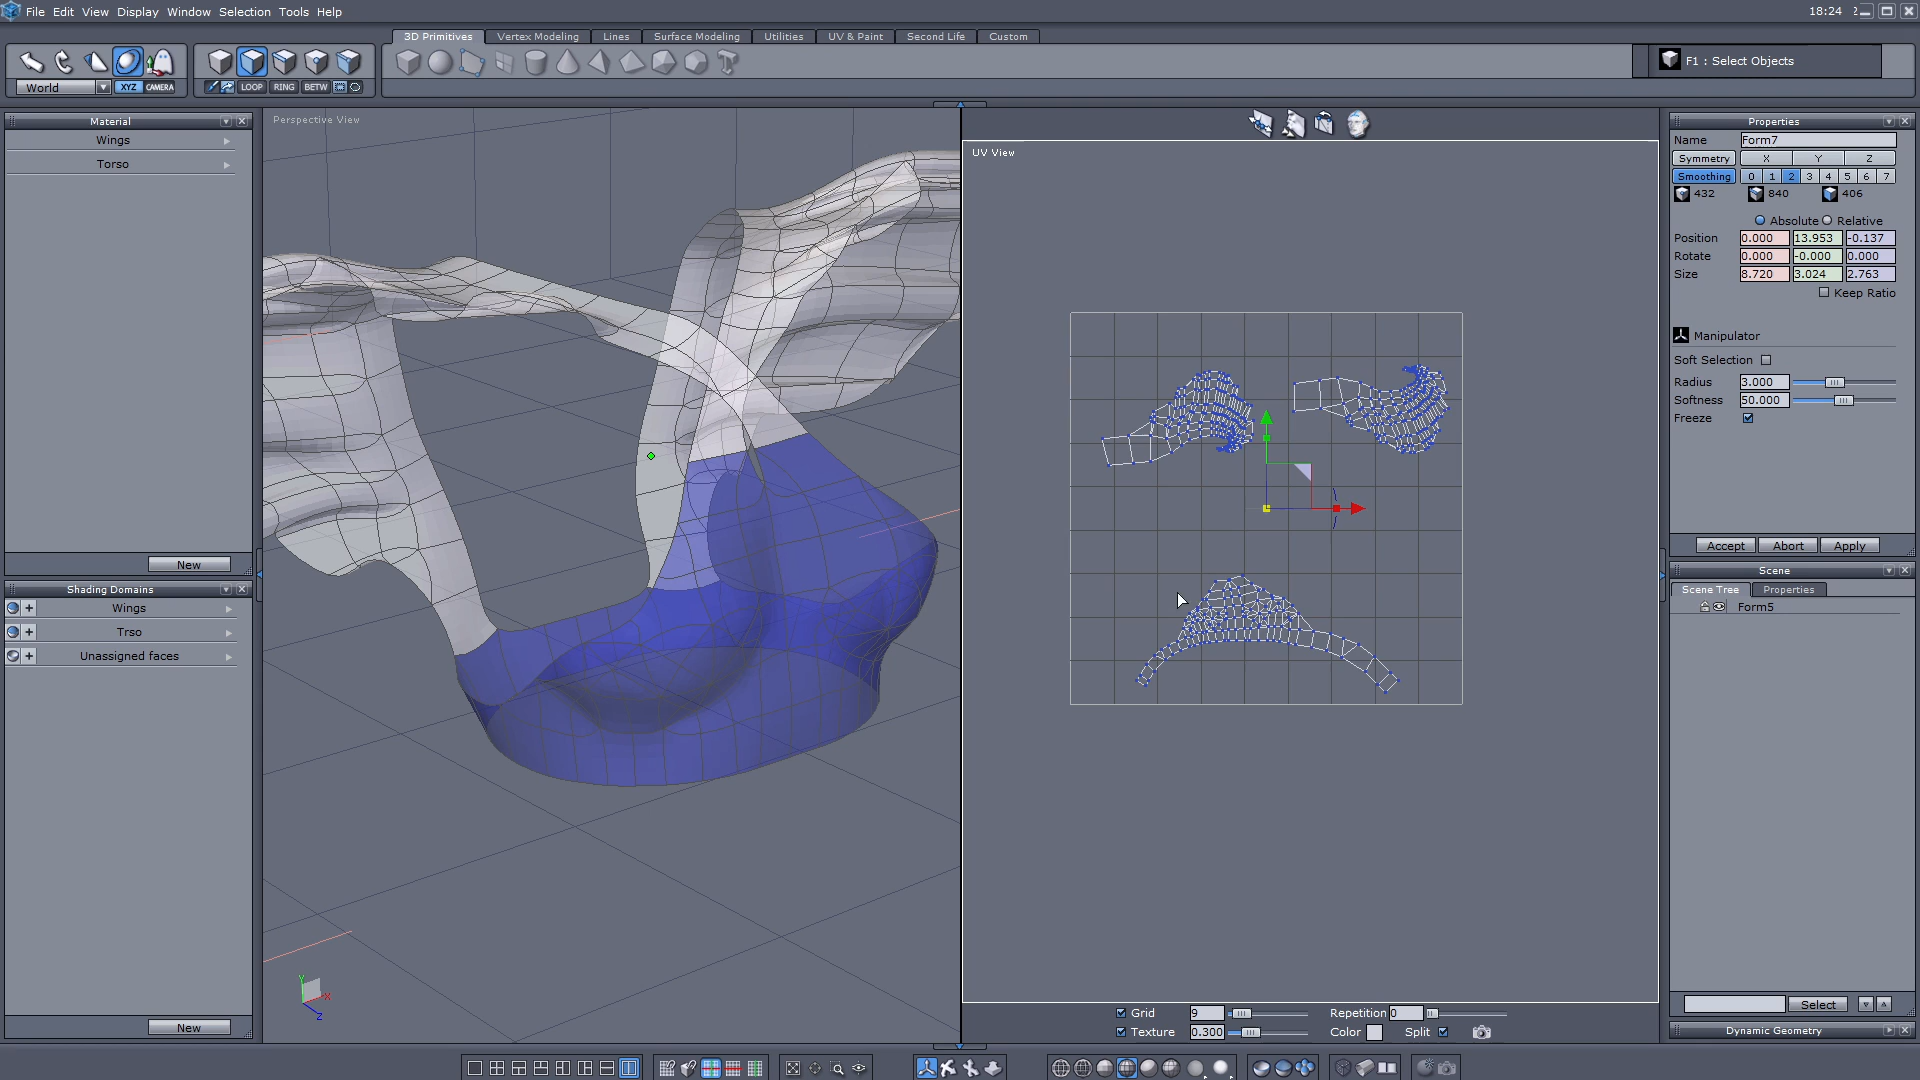 File Edit View Display Window Selection Tools Help
18:24
3D Primitives Vertex Modeling Lines Surface Modeling Utilities UV & Paint Second Life Custom
F1 : Select Objects
World XYZ CAMERA LOOP RING BETW
Material
Wings
Torso
New
Shading Domains
Wings
Trso
Unassigned faces
New
Perspective View
Y
X
Z
UV View
Grid 9 Repetition 0
Texture 0.300 Color Split
Properties
Name Form7
Symmetry X Y Z
Smoothing 0 1 2 3 4 5 6 7
432 840 406
Absolute Relative
Position 0.000 13.953 -0.137
Rotate 0.000 -0.000 0.000
Size 8.720 3.024 2.763
Keep Ratio
Manipulator
Soft Selection
Radius 3.000
Softness 50.000
Freeze
Accept Abort Apply
Scene
Scene Tree Properties
Form5
Select
Dynamic Geometry